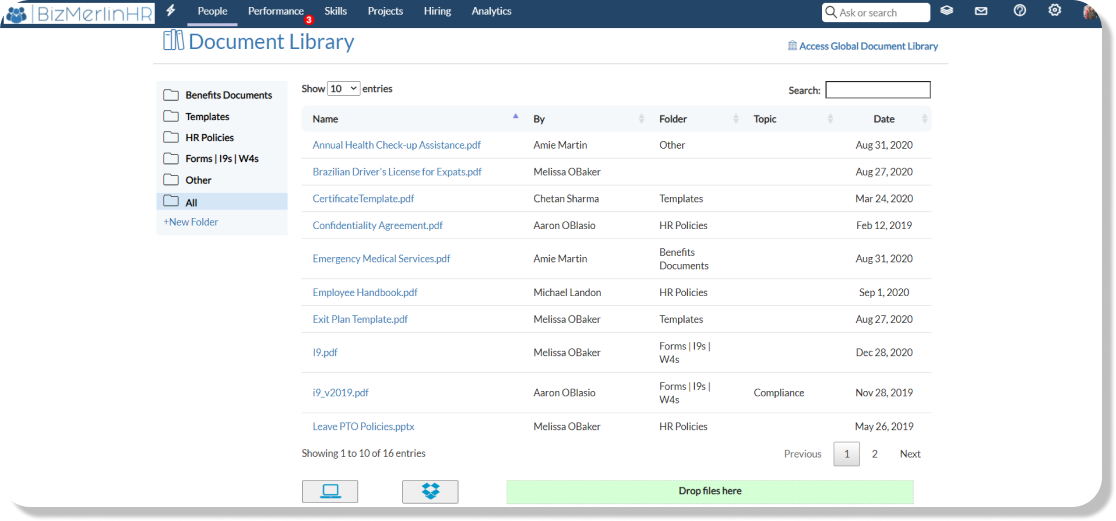 BizMerlinHR People Performance 3 Skills Projects Hiring Analytics Ask or search
Document Library
Access Global Document Library
Benefits Documents
Templates
HR Policies
Forms | I9s | W4s
Other
All
+New Folder
Show 10 entries
Search:
Name By Folder Topic Date
Annual Health Check-up Assistance.pdf Amie Martin Other Aug 31, 2020
Brazilian Driver's License for Expats.pdf Melissa OBaker Aug 27, 2020
CertificateTemplate.pdf Chetan Sharma Templates Mar 24, 2020
Confidentiality Agreement.pdf Aaron OBlasio HR Policies Feb 12, 2019
Emergency Medical Services.pdf Amie Martin Benefits Aug 31, 2020
Documents
Employee Handbook.pdf Michael Landon HR Policies Sep 1, 2020
Exit Plan Template.pdf Melissa OBaker Templates Aug 27, 2020
I9.pdf Melissa OBaker Forms | I9s | Dec 28, 2020
W4s
i9_v2019.pdf Aaron OBlasio Forms | I9s | Compliance Nov 28, 2019
W4s
Leave PTO Policies.pptx Melissa OBaker HR Policies May 26, 2019
Showing 1 to 10 of 16 entries
Previous 1 2 Next
Drop files here